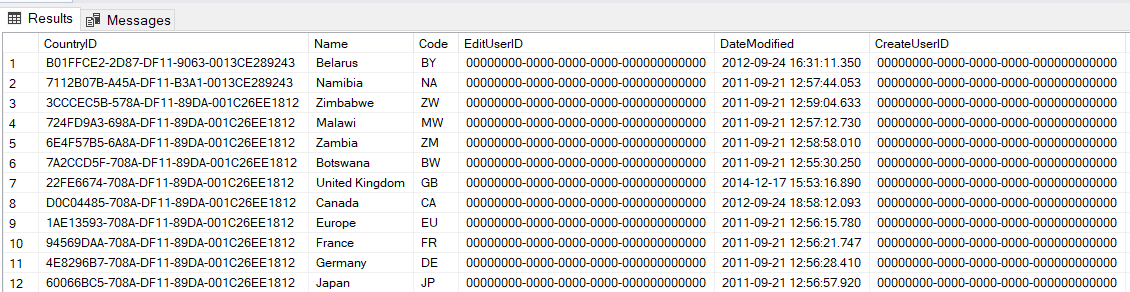 Results Messages
CountryID Name Code EditUserID DateModified CreateUserID
1 B01FFCE2-2D87-DF11-9063-0013CE289243 Belarus BY 00000000-0000-0000-0000-000000000000 2012-09-24 16:31:11.350 00000000-0000-0000-0000-000000000000
2 7112B07B-A45A-DF11-B3A1-0013CE289243 Namibia NA 00000000-0000-0000-0000-000000000000 2011-09-21 12:57:44.053 00000000-0000-0000-0000-000000000000
3 3CCCEC5B-578A-DF11-89DA-001C26EE1812 Zimbabwe ZW 00000000-0000-0000-0000-000000000000 2011-09-21 12:59:04.633 00000000-0000-0000-0000-000000000000
4 724FD9A3-698A-DF11-89DA-001C26EE1812 Malawi MW 00000000-0000-0000-0000-000000000000 2011-09-21 12:57:12.730 00000000-0000-0000-0000-000000000000
5 6E4F57B5-6A8A-DF11-89DA-001C26EE1812 Zambia ZM 00000000-0000-0000-0000-000000000000 2011-09-21 12:58:58.010 00000000-0000-0000-0000-000000000000
6 7A2CCD5F-708A-DF11-89DA-001C26EE1812 Botswana BW 00000000-0000-0000-0000-000000000000 2011-09-21 12:55:30.250 00000000-0000-0000-0000-000000000000
7 22FE6674-708A-DF11-89DA-001C26EE1812 United Kingdom GB 00000000-0000-0000-0000-000000000000 2014-12-17 15:53:16.890 00000000-0000-0000-0000-000000000000
8 D0C04485-708A-DF11-89DA-001C26EE1812 Canada CA 00000000-0000-0000-0000-000000000000 2012-09-24 18:58:12.093 00000000-0000-0000-0000-000000000000
9 1AE13593-708A-DF11-89DA-001C26EE1812 Europe EU 00000000-0000-0000-0000-000000000000 2011-09-21 12:56:15.780 00000000-0000-0000-0000-000000000000
10 94569DAA-708A-DF11-89DA-001C26EE1812 France FR 00000000-0000-0000-0000-000000000000 2011-09-21 12:56:21.747 00000000-0000-0000-0000-000000000000
11 4E8296B7-708A-DF11-89DA-001C26EE1812 Germany DE 00000000-0000-0000-0000-000000000000 2011-09-21 12:56:28.410 00000000-0000-0000-0000-000000000000
12 60066BC5-708A-DF11-89DA-001C26EE1812 Japan JP 00000000-0000-0000-0000-000000000000 2011-09-21 12:56:57.920 00000000-0000-0000-0000-000000000000